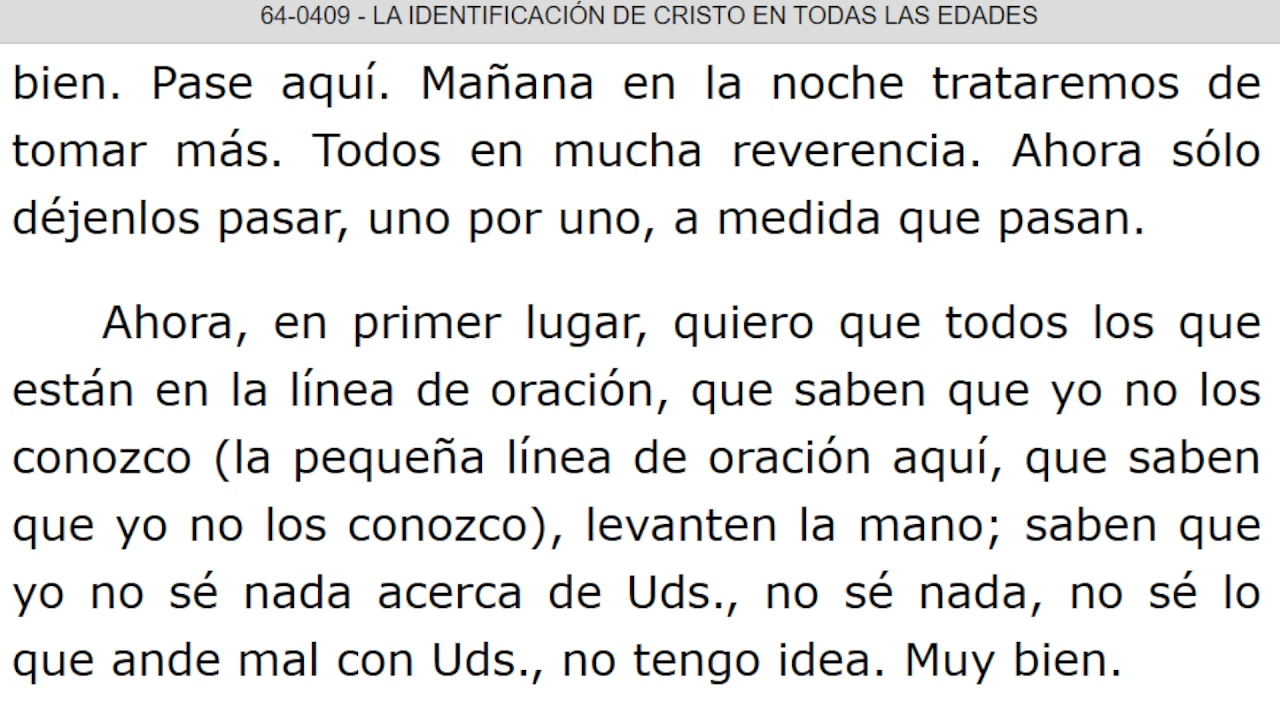 64-0409 - LA IDENTIFICACIÓN DE CRISTO EN TODAS LAS EDADES
bien. Pase aquí. Mañana en la noche trataremos de
tomar más. Todos en mucha reverencia. Ahora sólo
déjenlos pasar, uno por uno, a medida que pasan.
Ahora, en primer lugar, quiero que todos los que
están en la línea de oración, que saben que yo no los
conozco (la pequeña línea de oración aquí, que saben
que yo no los conozco), levanten la mano; saben que
yo no sé nada acerca de Uds., no sé nada, no sé lo
que ande mal con Uds., no tengo idea. Muy bien.